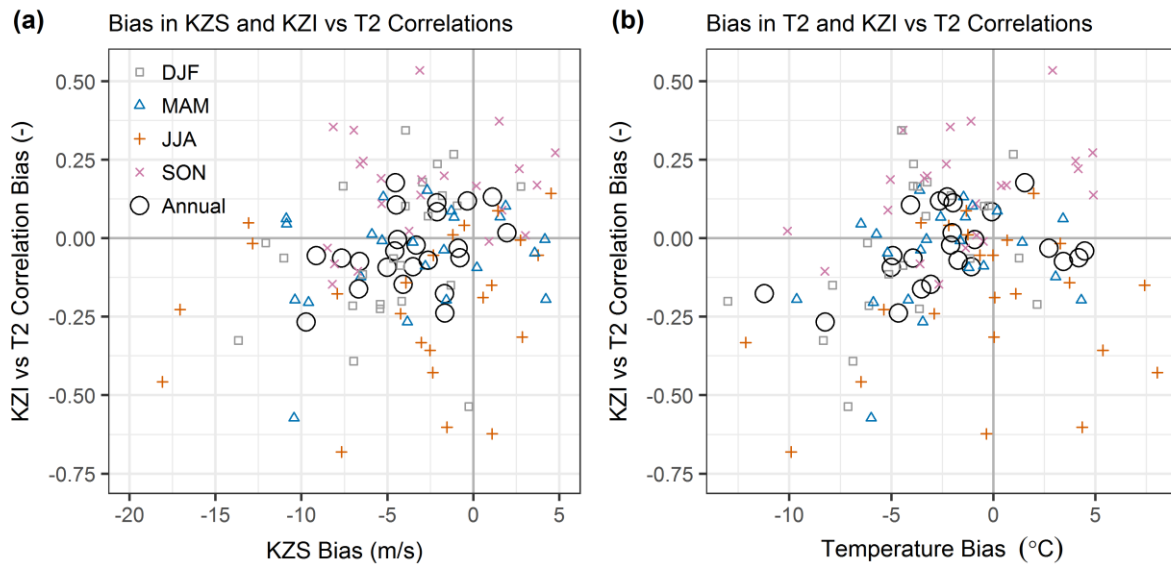 (a) Bias in KZS and KZI vs T2 Correlations
KZI vs T2 Correlation Bias (-)
0.50
0.25
0.00
-0.25
-0.50
-0.75
DJF
MAM
JJA
SON
Annual
-20 -15 -10 -5 0 5
KZS Bias (m/s)
(b) Bias in T2 and KZI vs T2 Correlations
KZI vs T2 Correlation Bias (-)
0.50
0.25
0.00
-0.25
-0.50
-0.75
-10 -5 0 5
Temperature Bias (°C)